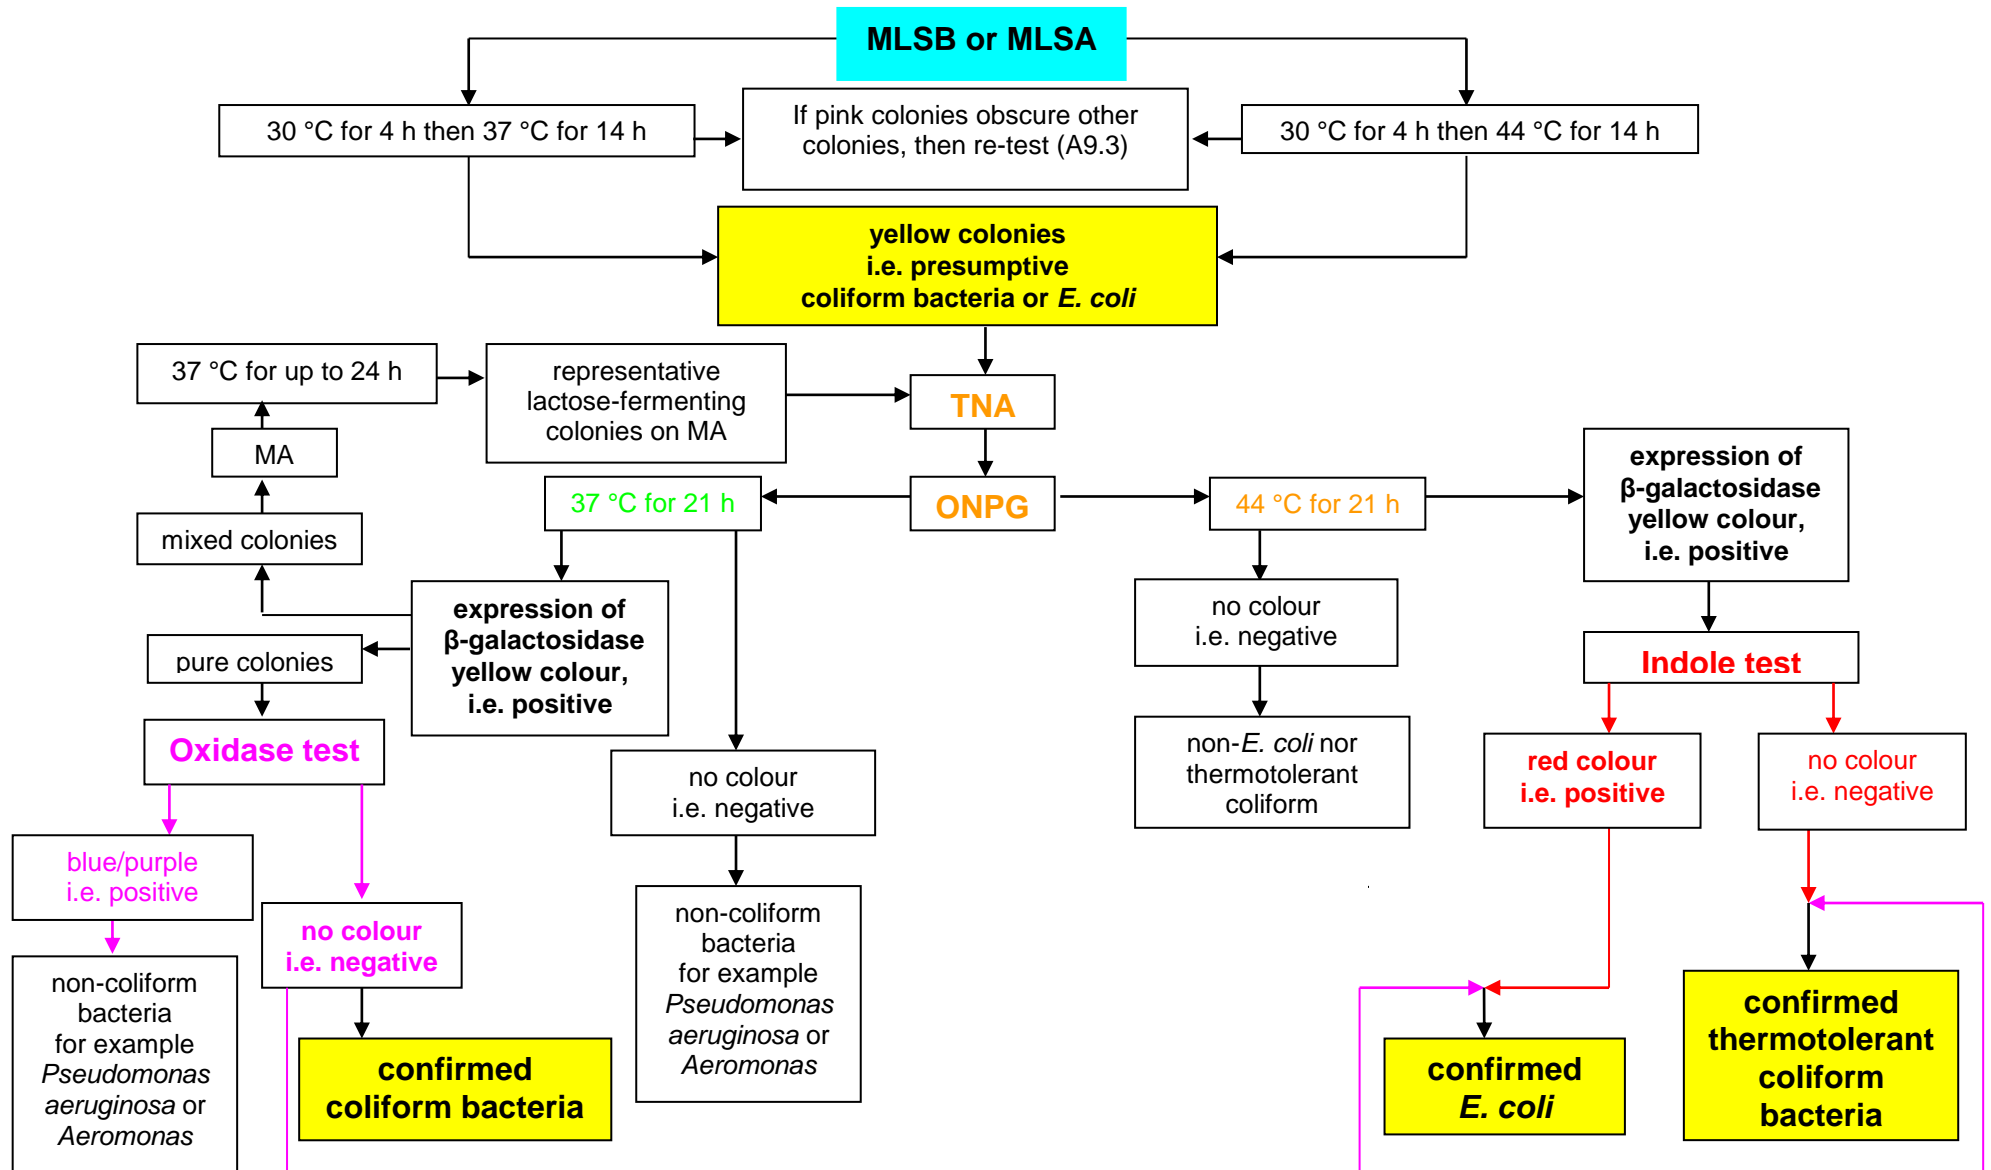 MLSB or MLSA
30 °C for 4 h then 37 °C for 14 h
If pink colonies obscure other
colonies, then re-test (A9.3)
30 °C for 4 h then 44 °C for 14 h
yellow colonies
i.e. presumptive
coliform bacteria or E. coli
37 °C for up to 24 h
representative
lactose-fermenting
colonies on MA
TNA
MA
mixed colonies
37 °C for 21 h
ONPG
44 °C for 21 h
expression of
β-galactosidase
yellow colour,
i.e. positive
expression of
β-galactosidase
yellow colour,
i.e. positive
pure colonies
no colour
i.e. negative
Indole test
Oxidase test
no colour
i.e. negative
non-E. coli nor
thermotolerant
coliform
red colour
i.e. positive
no colour
i.e. negative
blue/purple
i.e. positive
no colour
i.e. negative
non-coliform
bacteria
for example
Pseudomonas
aeruginosa or
Aeromonas
non-coliform
bacteria
for example
Pseudomonas
aeruginosa or
Aeromonas
confirmed
coliform bacteria
confirmed
E. coli
confirmed
thermotolerant
coliform
bacteria